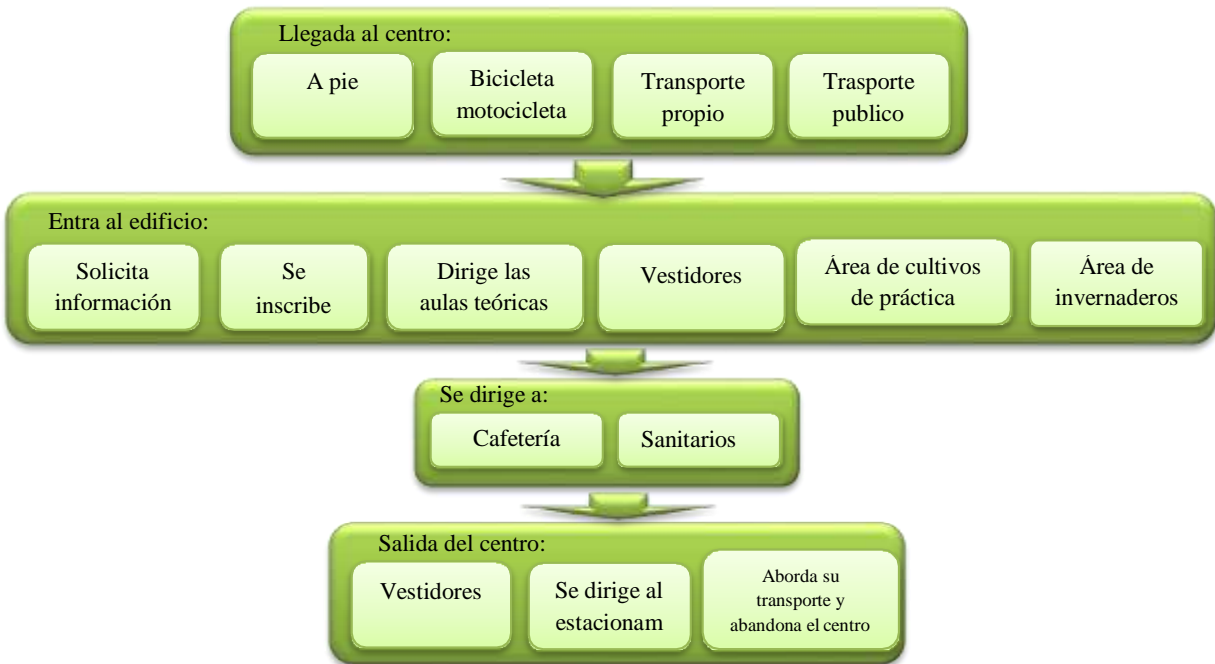 Llegada al centro:
A pie
Bicicleta
motocicleta
Transporte
propio
Trasporte
publico
Entra al edificio:
Solicita
información
Se
inscribe
Dirige las
aulas teóricas
Vestidores
Área de cultivos
de práctica
Área de
invernaderos
Se dirige a:
Cafetería
Sanitarios
Salida del centro:
Vestidores
Se dirige al
estacionam
Aborda su
transporte y
abandona el centro